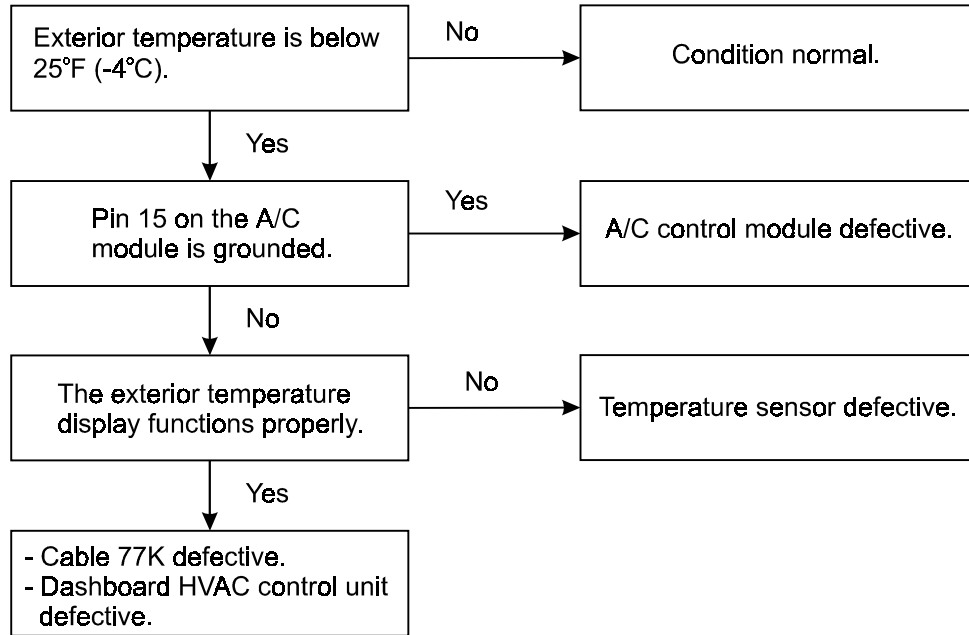 Exterior temperature is below
25°F (-4°C).
No
Condition normal.
Yes
Pin 15 on the A/C
module is grounded.
Yes
A/C control module defective.
No
The exterior temperature
display functions properly.
No
Temperature sensor defective.
Yes
- Cable 77K defective.
- Dashboard HVAC control unit
defective.